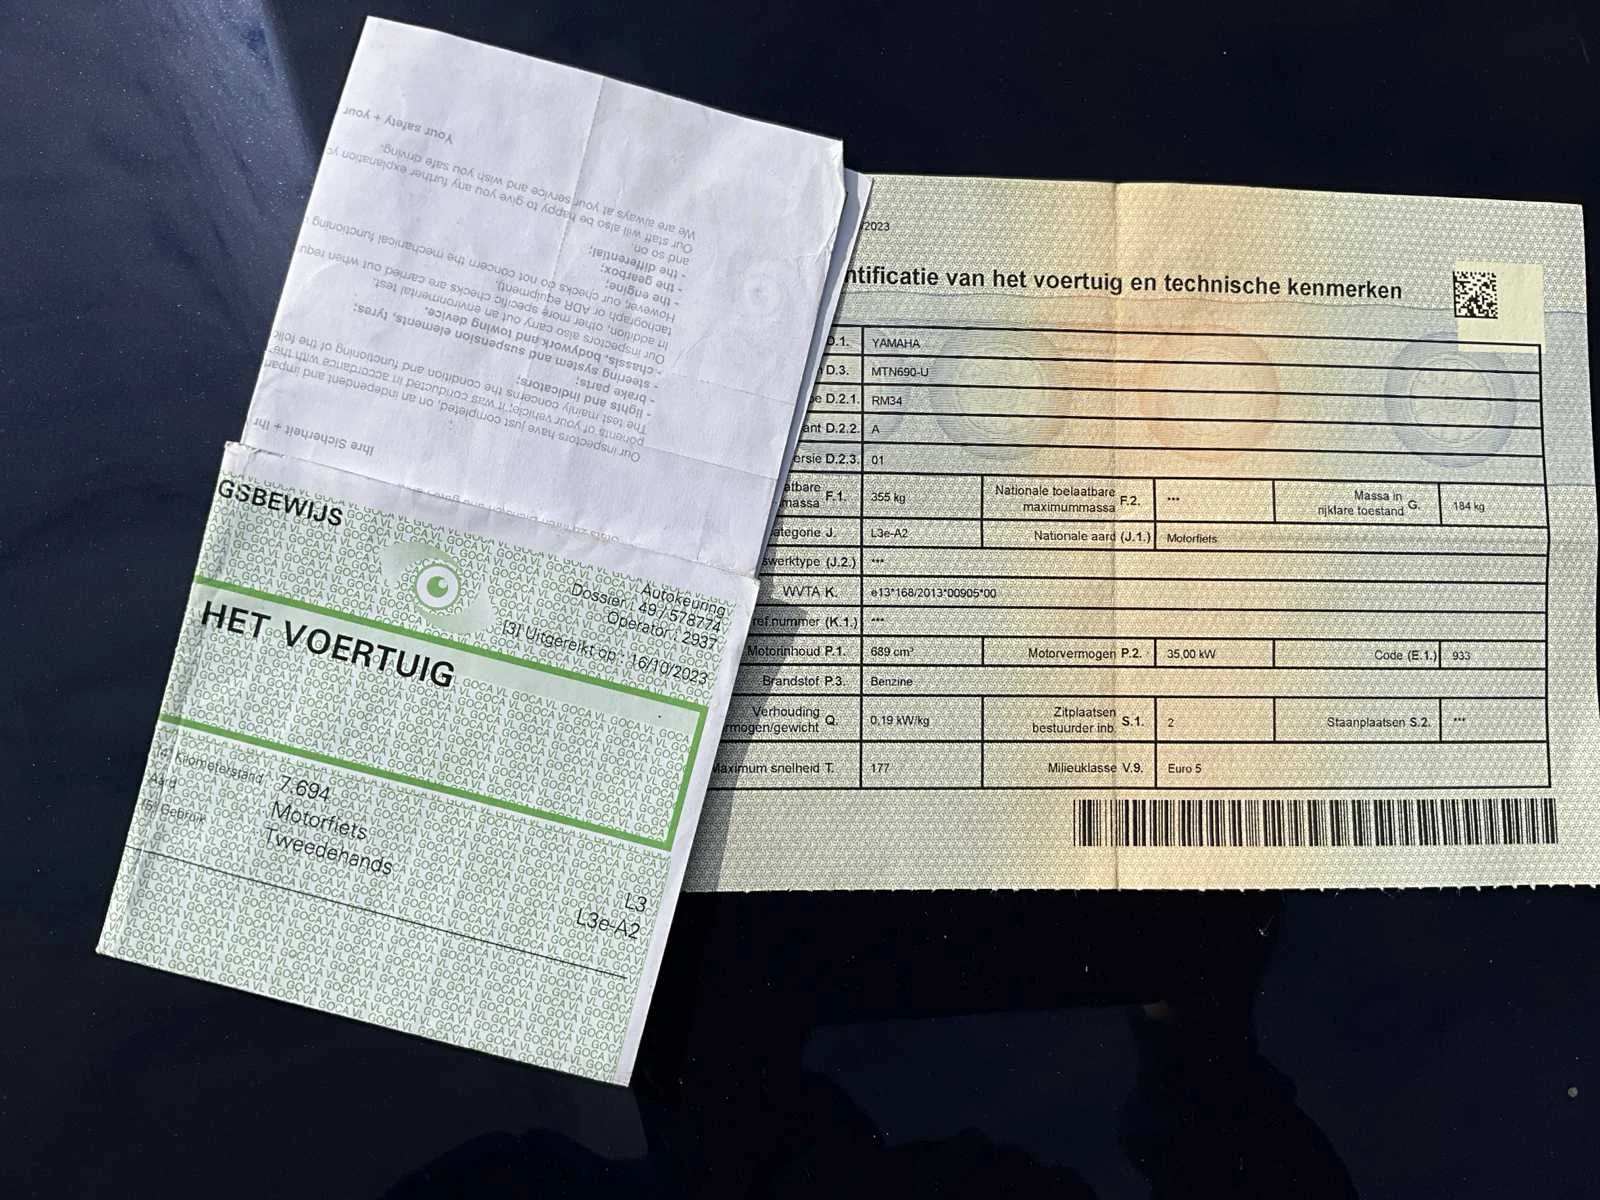 Your safety + your
We are always at your service and wish you safe driving.
Our staff will also be happy to give you any further explanation
and so on.
- the differential;
- the gearbox;
- the engine;
However, our checks do not concern the mechanical functioning
tachograph or ADR equipment).
In addition, other more specific checks are carried out when
Our inspectors also carry out an environmental test.
- chassis, bodywork and towing device.
- steering system and suspension elements, tyres;
- brake parts;
- lights and indicators;
The test mainly concerns the condition and functioning of the
ponents of your vehicle; it was conducted in accordance with
Our inspectors have just completed, on an independent and
Ihre Sicherheit + Ihr
GSBEWIJS
Autokeuring
Dossier : 49 / 578774
Operator : 2937
[3] Uitgereikt op : 16/10/2023
HET VOERTUIG
Kilometerstand 7.694
Aard Motorfiets L3
Gebruik Tweedehands L3e-A2
/2023
ntificatie van het voertuig en technische kenmerken
D.1. YAMAHA
D.3. MTN690-U
D.2.1. RM34
ant D.2.2. A
ersie D.2.3. 01
atbare massa F.1. 355 kg Nationale toelaatbare maximummassa F.2. *** Massa in rijklare toestand G. 184 kg
ategorie J. L3e-A2 Nationale aard (J.1.) Motorfiets
swerktype (J.2.) ***
WVTA K. e13*168/2013*00905*00
ref.nummer (K.1.) ***
Motorinhoud P.1. 689 cm³ Motorvermogen P.2. 35,00 kW Code (E.1.) 933
Brandstof P.3. Benzine
Verhouding rmogen/gewicht Q. 0,19 kW/kg Zitplaatsen bestuurder inb. S.1. 2 Staanplaatsen S.2. ***
Maximum snelheid T. 177 Milieuklasse V.9. Euro 5